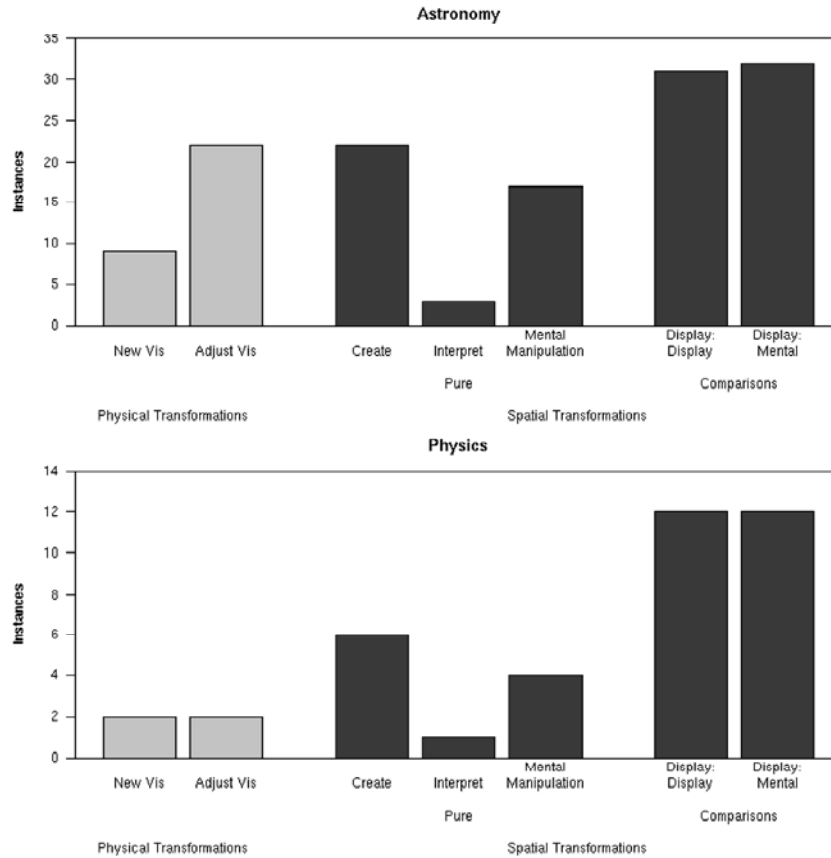 Astronomy
35
30
25
20
15
10
5
0
Instances
New Vis Adjust Vis Create Interpret Mental Manipulation Display: Display Display: Mental
Pure Comparisons
Physical Transformations Spatial Transformations
Physics
14
12
10
8
6
4
2
0
Instances
New Vis Adjust Vis Create Interpret Mental Manipulation Display: Display Display: Mental
Pure Comparisons
Physical Transformations Spatial Transformations